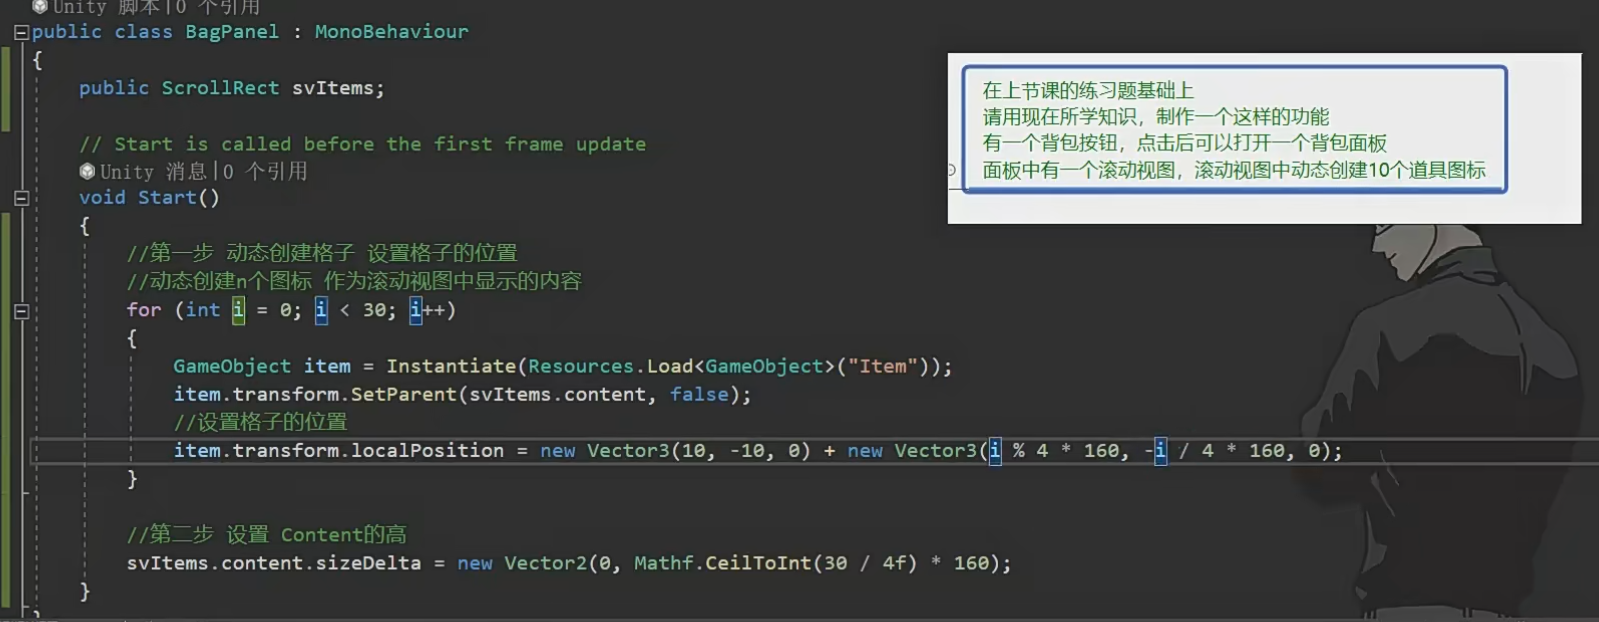 Unity 脚本|0 个引用
public class BagPanel : MonoBehaviour
{
public ScrollRect svItems;
// Start is called before the first frame update
Unity 消息|0 个引用
void Start()
{
//第一步 动态创建格子 设置格子的位置
//动态创建n个图标 作为滚动视图中显示的内容
for (int i = 0; i < 30; i++)
{
GameObject item = Instantiate(Resources.Load<GameObject>("Item"));
item.transform.SetParent(svItems.content, false);
//设置格子的位置
item.transform.localPosition = new Vector3(10, -10, 0) + new Vector3(i % 4 * 160, -i / 4 * 160, 0);
}
//第二步 设置 Content的高
svItems.content.sizeDelta = new Vector2(0, Mathf.CeilToInt(30 / 4f) * 160);
}
在上节课的练习题基础上
请用现在所学知识，制作一个这样的功能
有一个背包按钮，点击后可以打开一个背包面板
面板中有一个滚动视图，滚动视图中动态创建10个道具图标